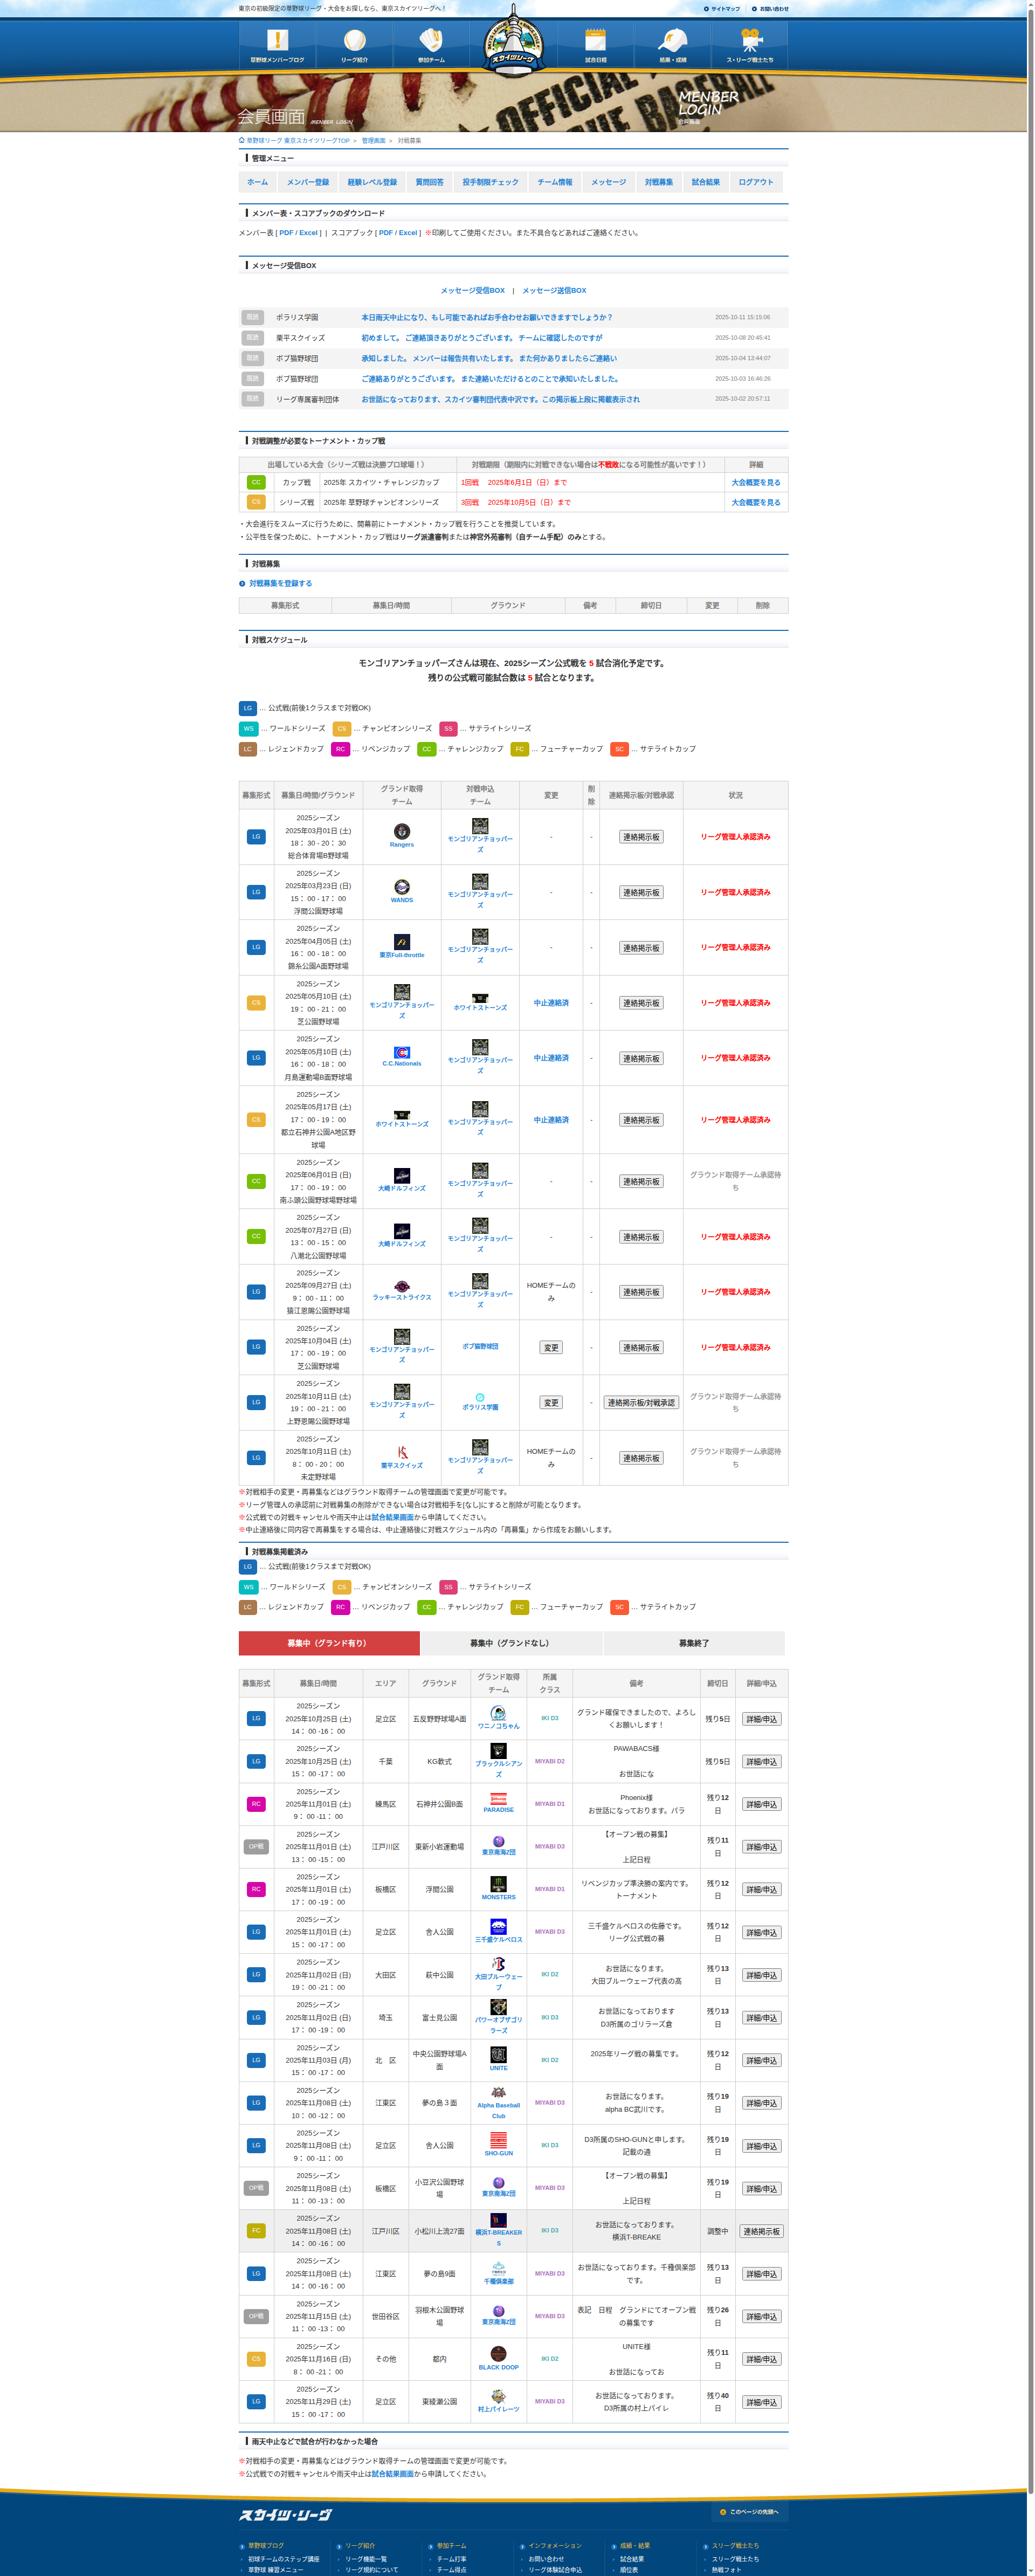 東京の初級限定の草野球リーグ・大会をお探しなら、東京スカイツリーグへ！
サイトマップ
お問い合わせ
草野球メンバーブログ
リーグ紹介
参加チーム
スカイツリーグ
試合日程
結果・成績
ス・リーグ戦士たち
会員画面 MEMBER LOGIN
MEMBER LOGIN
会員画面
草野球リーグ 東京スカイツリーグTOP > 管理画面 > 対戦募集
管理メニュー
ホーム メンバー登録 経験レベル登録 質問回答 投手制限チェック チーム情報 メッセージ 対戦募集 試合結果 ログアウト
メンバー表・スコアブックのダウンロード
メンバー表 [ PDF / Excel ] | スコアブック [ PDF / Excel ] ※印刷してご使用ください。また不具合などあればご連絡ください。
メッセージ受信BOX
メッセージ受信BOX | メッセージ送信BOX
既読 ポラリス学園 本日雨天中止になり、もし可能であればお手合わせお願いできますでしょうか？ 2025-10-11 15:15:06
既読 栗平スクイッズ 初めまして。 ご連絡頂きありがとうございます。 チームに確認したのですが 2025-10-08 20:45:41
既読 ボブ猫野球団 承知しました。 メンバーは報告共有いたします。 また何かありましたらご連絡い 2025-10-04 13:44:07
既読 ボブ猫野球団 ご連絡ありがとうございます。 また連絡いただけるとのことで承知いたしました。 2025-10-03 16:46:26
既読 リーグ専属審判団体 お世話になっております、スカイツ審判団代表中沢です。この掲示板上段に掲載表示され 2025-10-02 20:57:11
対戦調整が必要なトーナメント・カップ戦
出場している大会（シリーズ戦は決勝プロ球場！） 対戦期限（期限内に対戦できない場合は不戦敗になる可能性が高いです！） 詳細
CC カップ戦 2025年 スカイツ・チャレンジカップ 1回戦 2025年6月1日（日）まで 大会概要を見る
CS シリーズ戦 2025年 草野球チャンピオンシリーズ 3回戦 2025年10月5日（日）まで 大会概要を見る
・大会進行をスムーズに行うために、開幕前にトーナメント・カップ戦を行うことを推奨しています。
・公平性を保つために、トーナメント・カップ戦はリーグ派遣審判または神宮外苑審判（自チーム手配）のみとする。
対戦募集
対戦募集を登録する
募集形式 募集日/時間 グラウンド 備考 締切日 変更 削除
対戦スケジュール
モンゴリアンチョッパーズさんは現在、2025シーズン公式戦を 5 試合消化予定です。
残りの公式戦可能試合数は 5 試合となります。
LG … 公式戦(前後1クラスまで対戦OK)
WS … ワールドシリーズ CS … チャンピオンシリーズ SS … サテライトシリーズ
LC … レジェンドカップ RC … リベンジカップ CC … チャレンジカップ FC … フューチャーカップ SC … サテライトカップ
募集形式 募集日/時間/グラウンド グランド取得チーム 対戦申込チーム 変更 削除 連絡掲示板/対戦承認 状況
LG 2025シーズン 2025年03月01日 (土) 18： 30 - 20： 30 総合体育場B野球場 Rangers モンゴリアンチョッパーズ - - 連絡掲示板 リーグ管理人承認済み
LG 2025シーズン 2025年03月23日 (日) 15： 00 - 17： 00 浮間公園野球場 WANDS モンゴリアンチョッパーズ - - 連絡掲示板 リーグ管理人承認済み
LG 2025シーズン 2025年04月05日 (土) 16： 00 - 18： 00 錦糸公園A面野球場 東京Full-throttle モンゴリアンチョッパーズ - - 連絡掲示板 リーグ管理人承認済み
CS 2025シーズン 2025年05月10日 (土) 19： 00 - 21： 00 芝公園野球場 モンゴリアンチョッパーズ ホワイトストーンズ 中止連絡済 - 連絡掲示板 リーグ管理人承認済み
LG 2025シーズン 2025年05月10日 (土) 16： 00 - 18： 00 月島運動場B面野球場 C.C.Nationals モンゴリアンチョッパーズ 中止連絡済 - 連絡掲示板 リーグ管理人承認済み
CS 2025シーズン 2025年05月17日 (土) 17： 00 - 19： 00 都立石神井公園A地区野球場 ホワイトストーンズ モンゴリアンチョッパーズ 中止連絡済 - 連絡掲示板 リーグ管理人承認済み
CC 2025シーズン 2025年06月01日 (日) 17： 00 - 19： 00 南ふ頭公園野球場野球場 大崎ドルフィンズ モンゴリアンチョッパーズ - - 連絡掲示板 グラウンド取得チーム承認待ち
CC 2025シーズン 2025年07月27日 (日) 13： 00 - 15： 00 八潮北公園野球場 大崎ドルフィンズ モンゴリアンチョッパーズ - - 連絡掲示板 リーグ管理人承認済み
LG 2025シーズン 2025年09月27日 (土) 9： 00 - 11： 00 猿江恩賜公園野球場 ラッキーストライクス モンゴリアンチョッパーズ HOMEチームのみ - 連絡掲示板 リーグ管理人承認済み
LG 2025シーズン 2025年10月04日 (土) 17： 00 - 19： 00 芝公園野球場 モンゴリアンチョッパーズ ボブ猫野球団 変更 - 連絡掲示板 リーグ管理人承認済み
LG 2025シーズン 2025年10月11日 (土) 19： 00 - 21： 00 上野恩賜公園野球場 モンゴリアンチョッパーズ ポラリス学園 変更 - 連絡掲示板/対戦承認 グラウンド取得チーム承認待ち
LG 2025シーズン 2025年10月11日 (土) 8： 00 - 20： 00 未定野球場 栗平スクイッズ モンゴリアンチョッパーズ HOMEチームのみ - 連絡掲示板 グラウンド取得チーム承認待ち
※対戦相手の変更・再募集などはグラウンド取得チームの管理画面で変更が可能です。
※リーグ管理人の承認前に対戦募集の削除ができない場合は対戦相手を[なし]にすると削除が可能となります。
※公式戦での対戦キャンセルや雨天中止は試合結果画面から申請してください。
※中止連絡後に同内容で再募集をする場合は、中止連絡後に対戦スケジュール内の「再募集」から作成をお願いします。
対戦募集掲載済み
LG … 公式戦(前後1クラスまで対戦OK)
WS … ワールドシリーズ CS … チャンピオンシリーズ SS … サテライトシリーズ
LC … レジェンドカップ RC … リベンジカップ CC … チャレンジカップ FC … フューチャーカップ SC … サテライトカップ
募集中（グランド有り） 募集中（グランドなし） 募集終了
募集形式 募集日/時間 エリア グラウンド グランド取得チーム 所属クラス 備考 締切日 詳細/申込
LG 2025シーズン 2025年10月25日 (土) 14： 00 -16： 00 足立区 五反野野球場A面 ワニノコちゃん IKI D3 グランド確保できましたので、よろしくお願いします！ 残り5日 詳細/申込
LG 2025シーズン 2025年10月25日 (土) 15： 00 -17： 00 千葉 KG軟式 ブラックルシアンズ MIYABI D2 PAWABACS様 お世話にな 残り5日 詳細/申込
RC 2025シーズン 2025年11月01日 (土) 9： 00 -11： 00 練馬区 石神井公園B面 PARADISE MIYABI D1 Phoenix様 お世話になっております。パラ 残り12日 詳細/申込
OP戦 2025シーズン 2025年11月01日 (土) 13： 00 -15： 00 江戸川区 東新小岩運動場 東京南海Z団 MIYABI D3 【オープン戦の募集】 上記日程 残り11日 詳細/申込
RC 2025シーズン 2025年11月01日 (土) 17： 00 -19： 00 板橋区 浮間公園 MONSTERS MIYABI D1 リベンジカップ準決勝の案内です。 トーナメント 残り12日 詳細/申込
LG 2025シーズン 2025年11月01日 (土) 15： 00 -17： 00 足立区 舎人公園 三千盛ケルベロス MIYABI D3 三千盛ケルベロスの佐藤です。 リーグ公式戦の募 残り12日 詳細/申込
LG 2025シーズン 2025年11月02日 (日) 19： 00 -21： 00 大田区 萩中公園 大田ブルーウェーブ IKI D2 お世話になります。 大田ブルーウェーブ代表の髙 残り13日 詳細/申込
LG 2025シーズン 2025年11月02日 (日) 17： 00 -19： 00 埼玉 富士見公園 パワーオブザゴリラーズ IKI D3 お世話になっております D3所属のゴリラーズ倉 残り13日 詳細/申込
LG 2025シーズン 2025年11月03日 (月) 15： 00 -17： 00 北 区 中央公園野球場A面 UNITE IKI D2 2025年リーグ戦の募集です。 残り12日 詳細/申込
LG 2025シーズン 2025年11月08日 (土) 10： 00 -12： 00 江東区 夢の島３面 Alpha Baseball Club MIYABI D3 お世話になります。 alpha BC武川です。 残り19日 詳細/申込
LG 2025シーズン 2025年11月08日 (土) 9： 00 -11： 00 足立区 舎人公園 SHO-GUN IKI D3 D3所属のSHO-GUNと申します。 記載の通 残り19日 詳細/申込
OP戦 2025シーズン 2025年11月08日 (土) 11： 00 -13： 00 板橋区 小豆沢公園野球場 東京南海Z団 MIYABI D3 【オープン戦の募集】 上記日程 残り19日 詳細/申込
FC 2025シーズン 2025年11月08日 (土) 14： 00 -16： 00 江戸川区 小松川上流27面 横浜T-BREAKERS IKI D3 お世話になっております。 横浜T-BREAKE 調整中 連絡掲示板
LG 2025シーズン 2025年11月08日 (土) 14： 00 -16： 00 江東区 夢の島9面 千種倶楽部 MIYABI D3 お世話になっております。千種倶楽部です。 残り13日 詳細/申込
OP戦 2025シーズン 2025年11月15日 (土) 11： 00 -13： 00 世田谷区 羽根木公園野球場 東京南海Z団 MIYABI D3 表記 日程 グランドにてオープン戦の募集です 残り26日 詳細/申込
CS 2025シーズン 2025年11月16日 (日) 8： 00 -21： 00 その他 都内 BLACK DOOP IKI D2 UNITE様 お世話になってお 残り11日 詳細/申込
LG 2025シーズン 2025年11月29日 (土) 15： 00 -17： 00 足立区 東綾瀬公園 村上パイレーツ MIYABI D3 お世話になっております。 D3所属の村上パイレ 残り40日 詳細/申込
雨天中止などで試合が行わなかった場合
※対戦相手の変更・再募集などはグラウンド取得チームの管理画面で変更が可能です。
※公式戦での対戦キャンセルや雨天中止は試合結果画面から申請してください。
スカイツ・リーグ
このページの先頭へ
草野球ブログ リーグ紹介 参加チーム インフォメーション 成績・結果 スリーグ戦士たち
初球チームのステップ講座 リーグ機能一覧 チーム打率 お問い合わせ 試合結果 スリーグ戦士たち
草野球 練習メニュー リーグ規約について チーム得点 リーグ体験試合申込 順位表 熱戦フォト